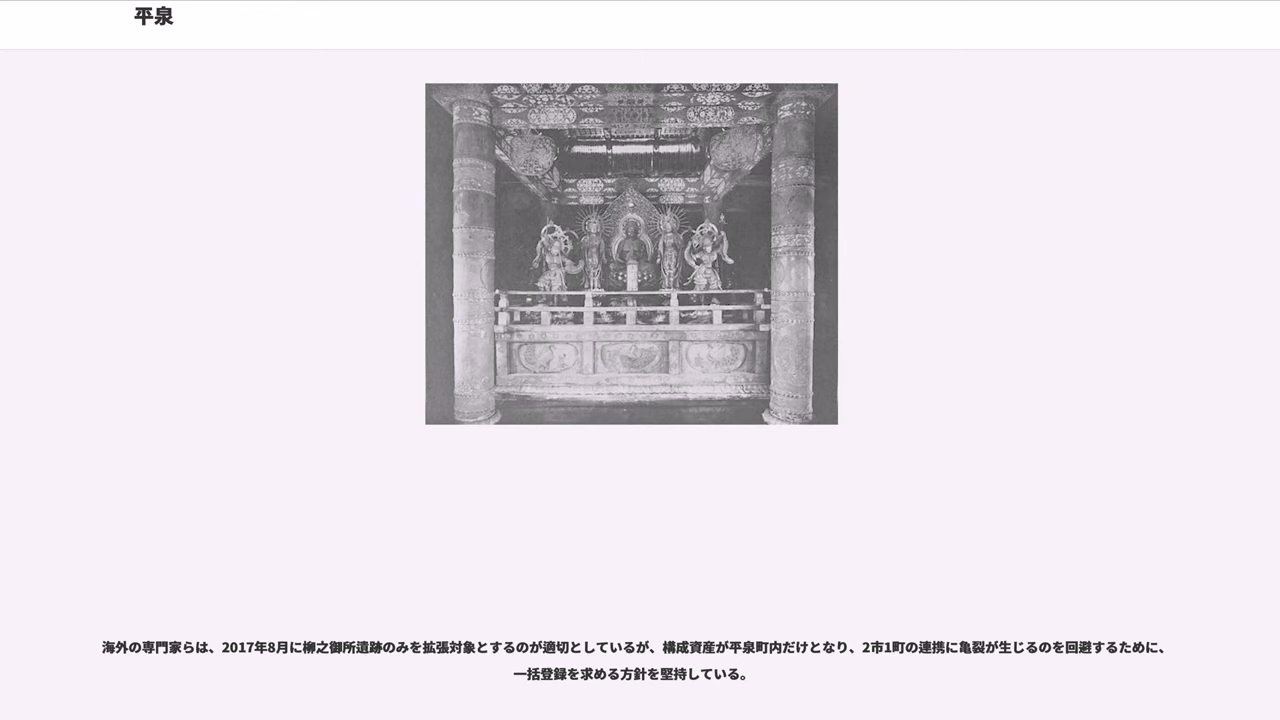 平泉
海外の専門家らは、2017年8月に柳之御所遺跡のみを拡張対象とするのが適切としているが、構成資産が平泉町内だけとなり、2市1町の連携に亀裂が生じるのを回避するために、
一括登録を求める方針を堅持している。